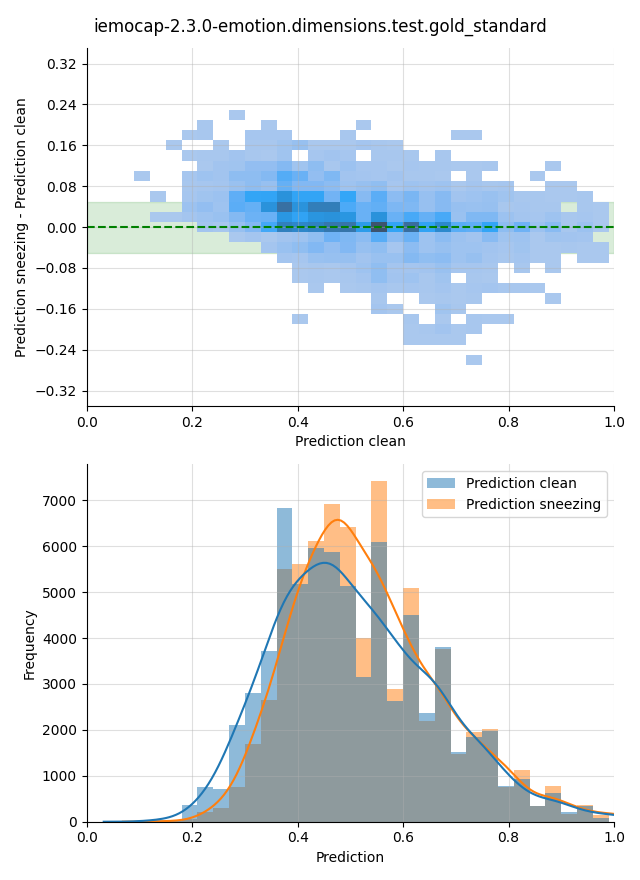 iemocap-2.3.0-emotion.dimensions.test.gold_standard
0.32
0.24
0.16
0.08
0.00
−0.08
−0.16
−0.24
−0.32
Prediction sneezing - Prediction clean
0.0 0.2 0.4 0.6 0.8 1.0
Prediction clean
Prediction clean
Prediction sneezing
7000
6000
5000
4000
3000
2000
1000
0
Frequency
0.0 0.2 0.4 0.6 0.8 1.0
Prediction